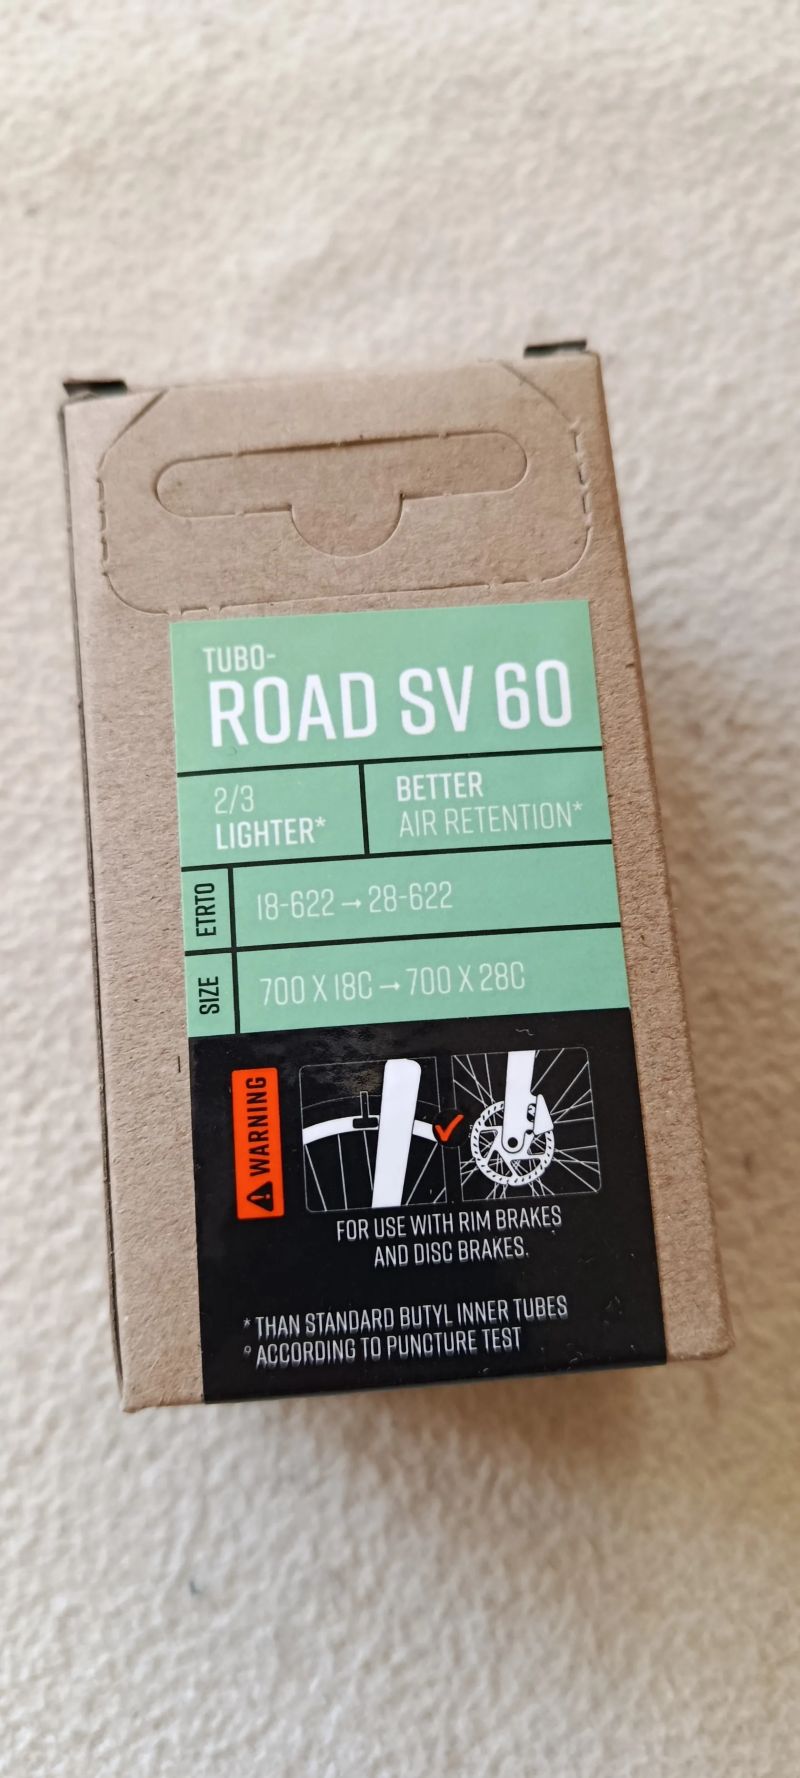 TUBO-
ROAD SV 60
2/3
LIGHTER*
BETTER
AIR RETENTION*
ETRTO
18-622 → 28-622
SIZE
700 X 18C → 700 X 28C
WARNING
FOR USE WITH RIM BRAKES
AND DISC BRAKES.
* THAN STANDARD BUTYL INNER TUBES
° ACCORDING TO PUNCTURE TEST